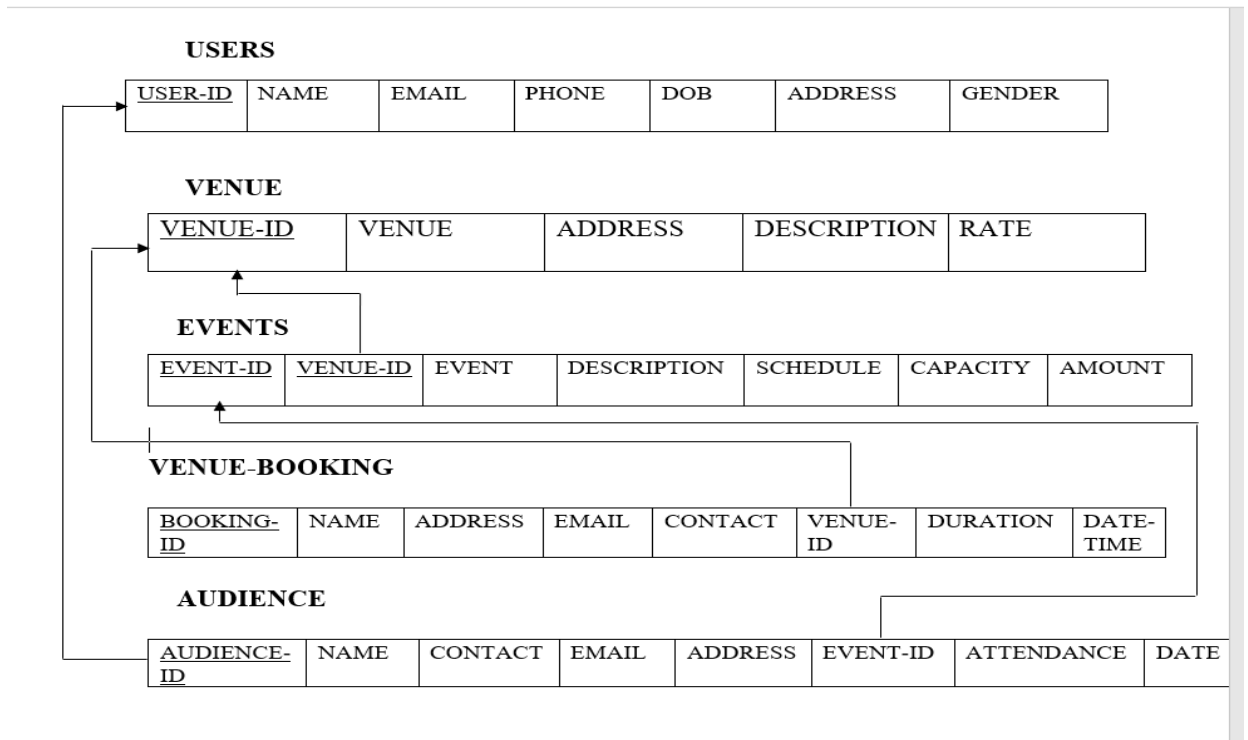 USERS
USER-ID NAME EMAIL PHONE DOB ADDRESS GENDER
VENUE
VENUE-ID VENUE ADDRESS DESCRIPTION RATE
EVENTS
EVENT-ID VENUE-ID EVENT DESCRIPTION SCHEDULE CAPACITY AMOUNT
VENUE-BOOKING
BOOKING- NAME ADDRESS EMAIL CONTACT VENUE- DURATION DATE-
ID ID TIME
AUDIENCE
AUDIENCE- NAME CONTACT EMAIL ADDRESS EVENT-ID ATTENDANCE DATE
ID